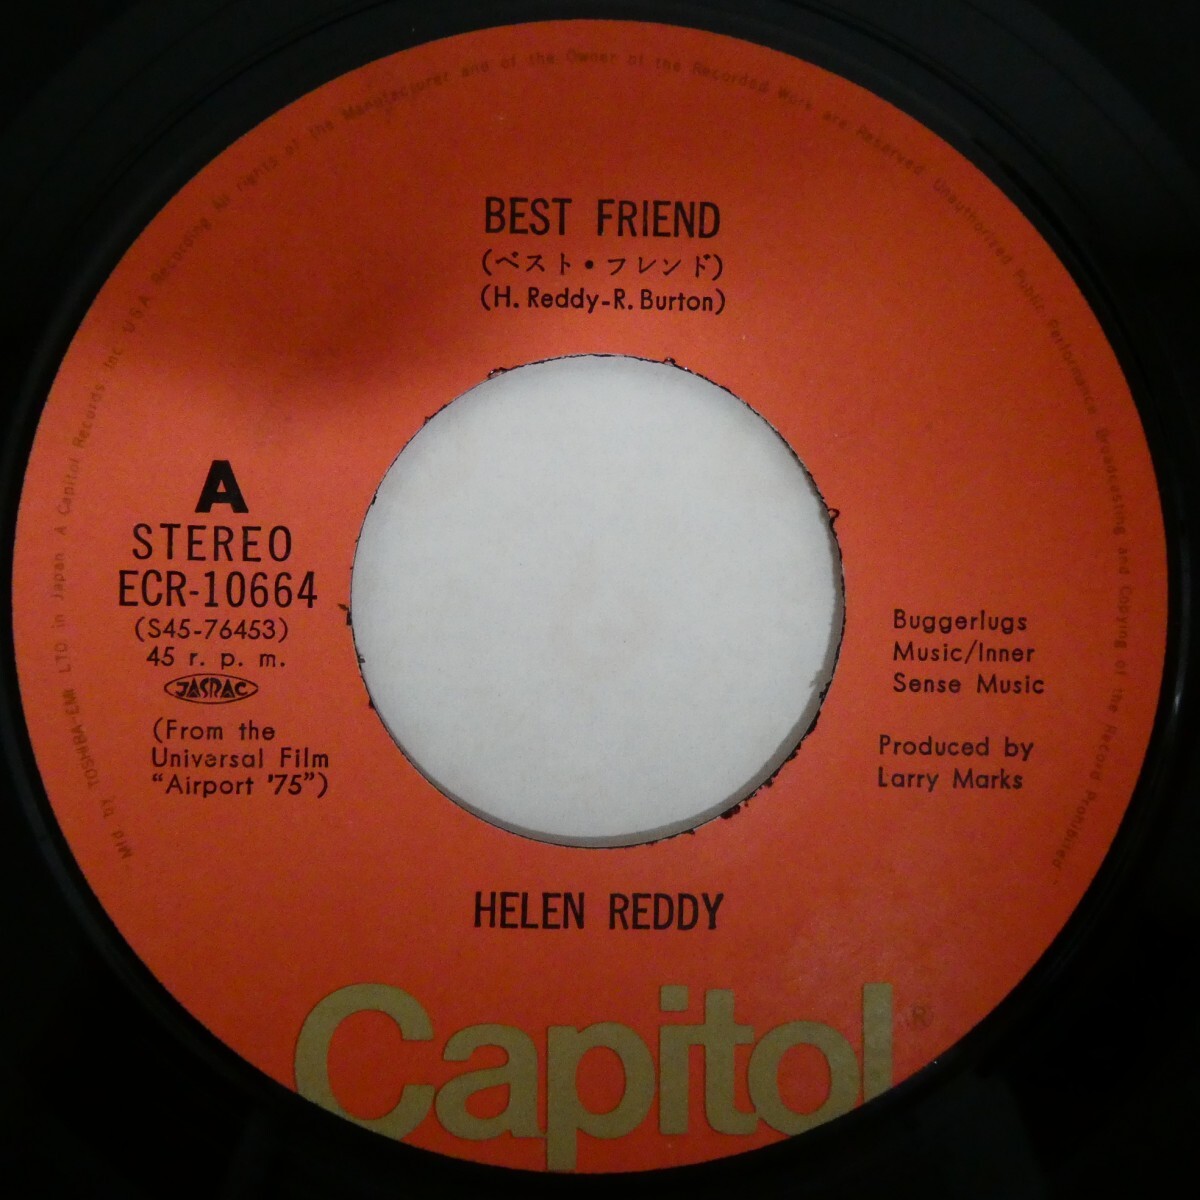 "Mfd by TOSHIBA-EMI LTD in Japan A Capitol Records Inc. U.S.A. Recording All rights of the Manufacturer and of the Owner of the Recorded Work are Reserved Unauthorized Public Performance Broadcasting and Copying of the Record Prohibited"
BEST FRIEND
(ベスト・フレンド)
(H. Reddy-R. Burton)
A
STEREO
ECR-10664
(S45-76453)
45 r. p. m.
JASRAC
(From the
Universal Film
“Airport '75”)
Buggerlugs
Music/Inner
Sense Music
Produced by
Larry Marks
HELEN REDDY
Capitol®